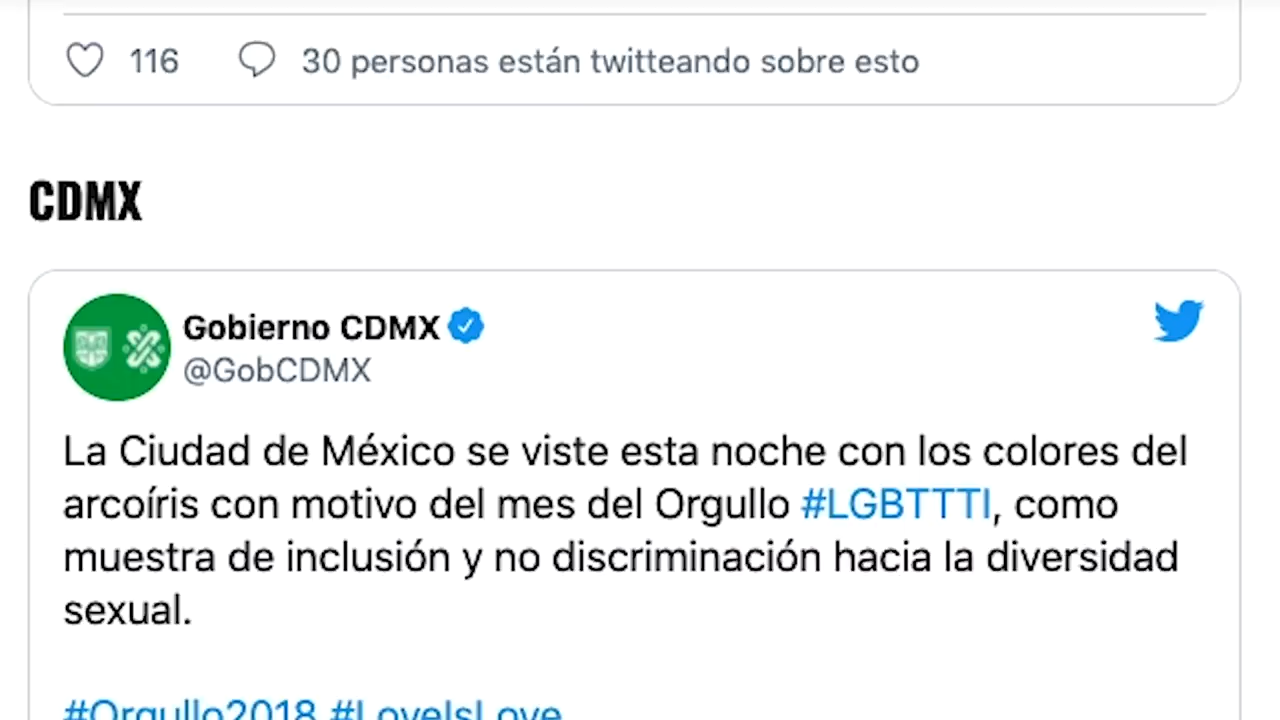 116 30 personas están twitteando sobre esto
CDMX
Gobierno CDMX
@GobCDMX
La Ciudad de México se viste esta noche con los colores del
arcoíris con motivo del mes del Orgullo #LGBTTTI, como
muestra de inclusión y no discriminación hacia la diversidad
sexual.
#Orgullo2018 #LoveIsLove